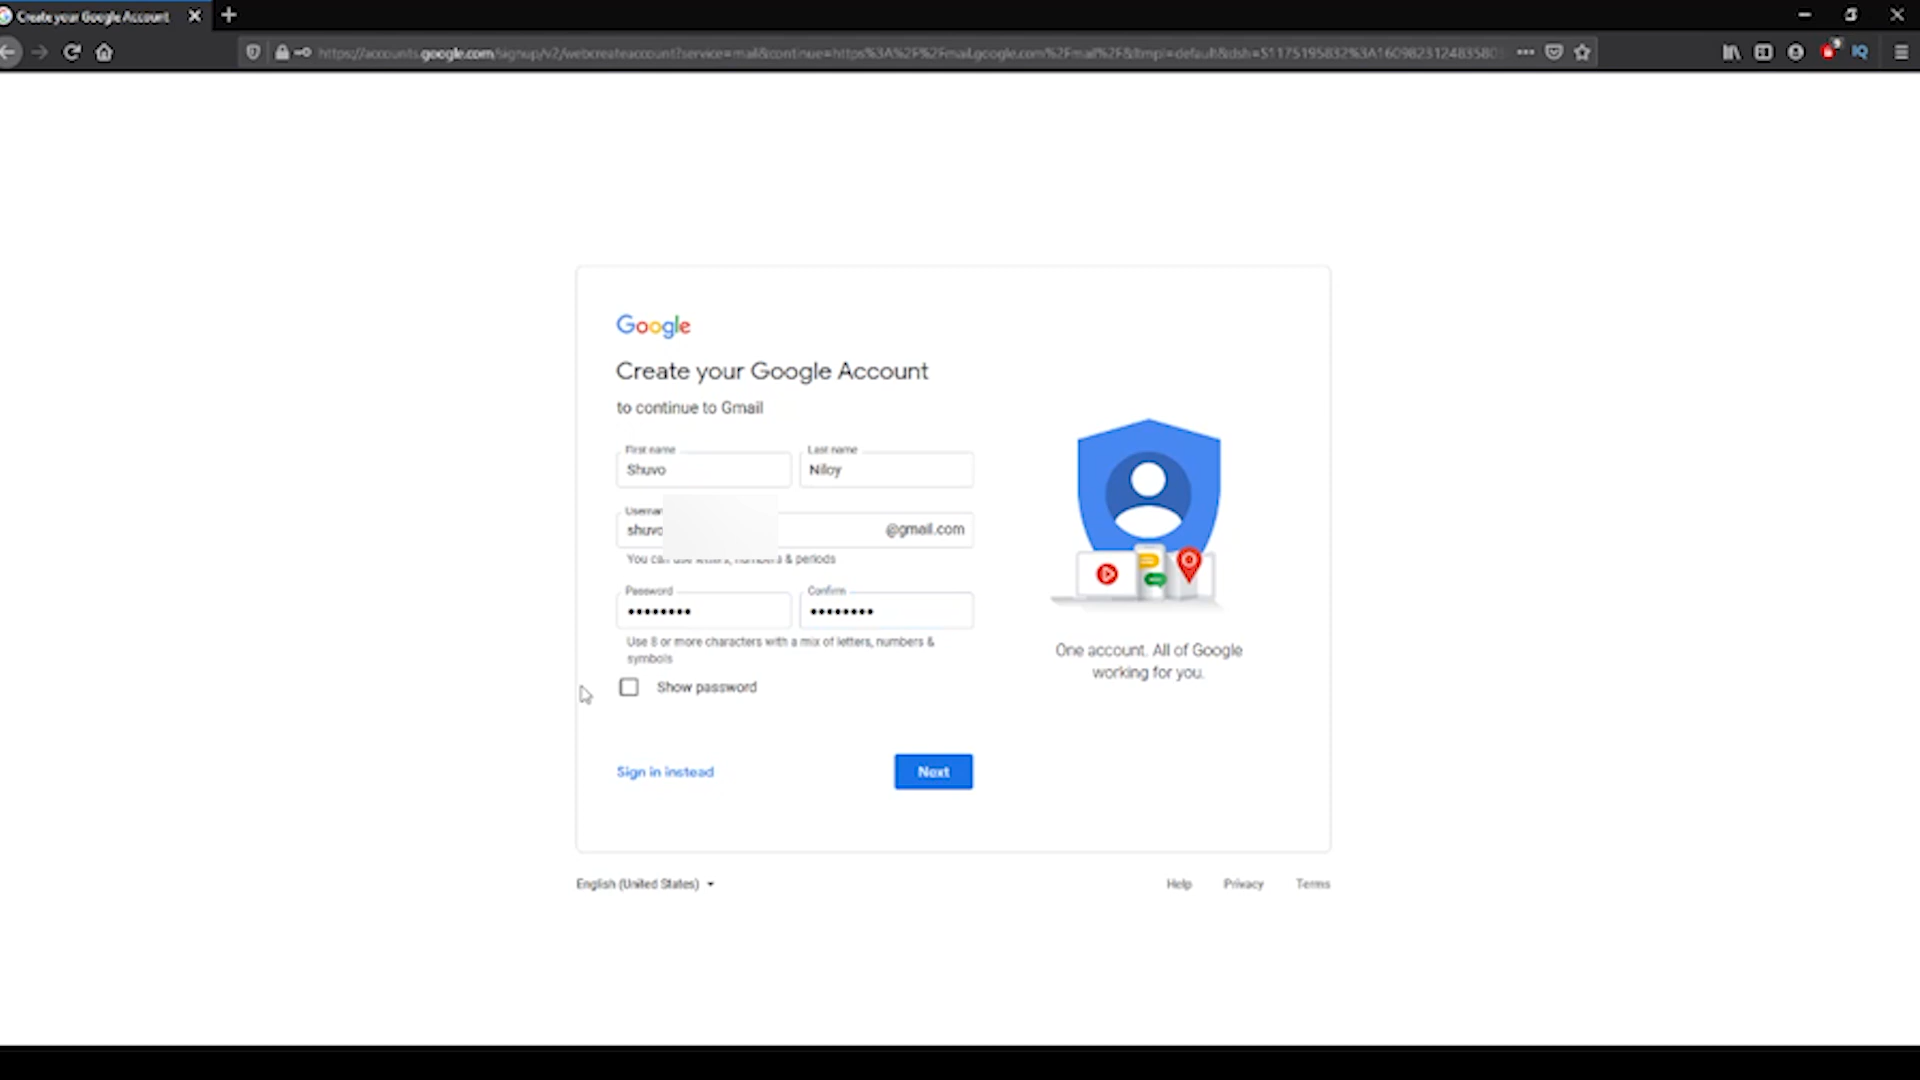 Create your Google Account
https://accounts.google.com/signup/v2/webcreateaccount?service=mail&continue=https%3A%2F%2Fmail.google.com%2Fmail%2F&ltmpl=default&dsh=S1175195832%3A1609823124835805
Google
Create your Google Account
to continue to Gmail
First name Last name
Shuvo Niloy
shuvo @gmail.com
You can use letters, numbers & periods
Password Confirm
Use 8 or more characters with a mix of letters, numbers &
symbols
Show password
Sign in instead Next
One account. All of Google
working for you.
English (United States) Help Privacy Terms